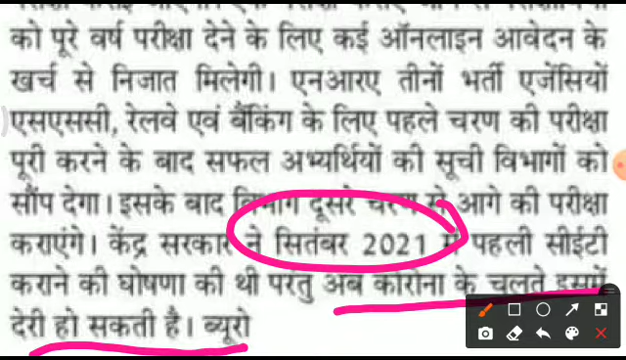 को पूरे वर्ष परीक्षा देने के लिए कई ऑनलाइन आवेदन के
खर्च से निजात मिलेगी। एनआरए तीनों भर्ती एजेंसियों
एसएससी, रेलवे एवं बैंकिंग के लिए पहले चरण की परीक्षा
पूरी करने के बाद सफल अभ्यर्थियों की सूची विभागों को
सौंप देगा। इसके बाद विभाग दूसरे चरण से आगे की परीक्षा
कराएंगे। केंद्र सरकार ने सितंबर 2021 में पहली सीईटी
कराने की घोषणा की थी परंतु अब कोरोना के चलते इसमें
देरी हो सकती है। ब्यूरो